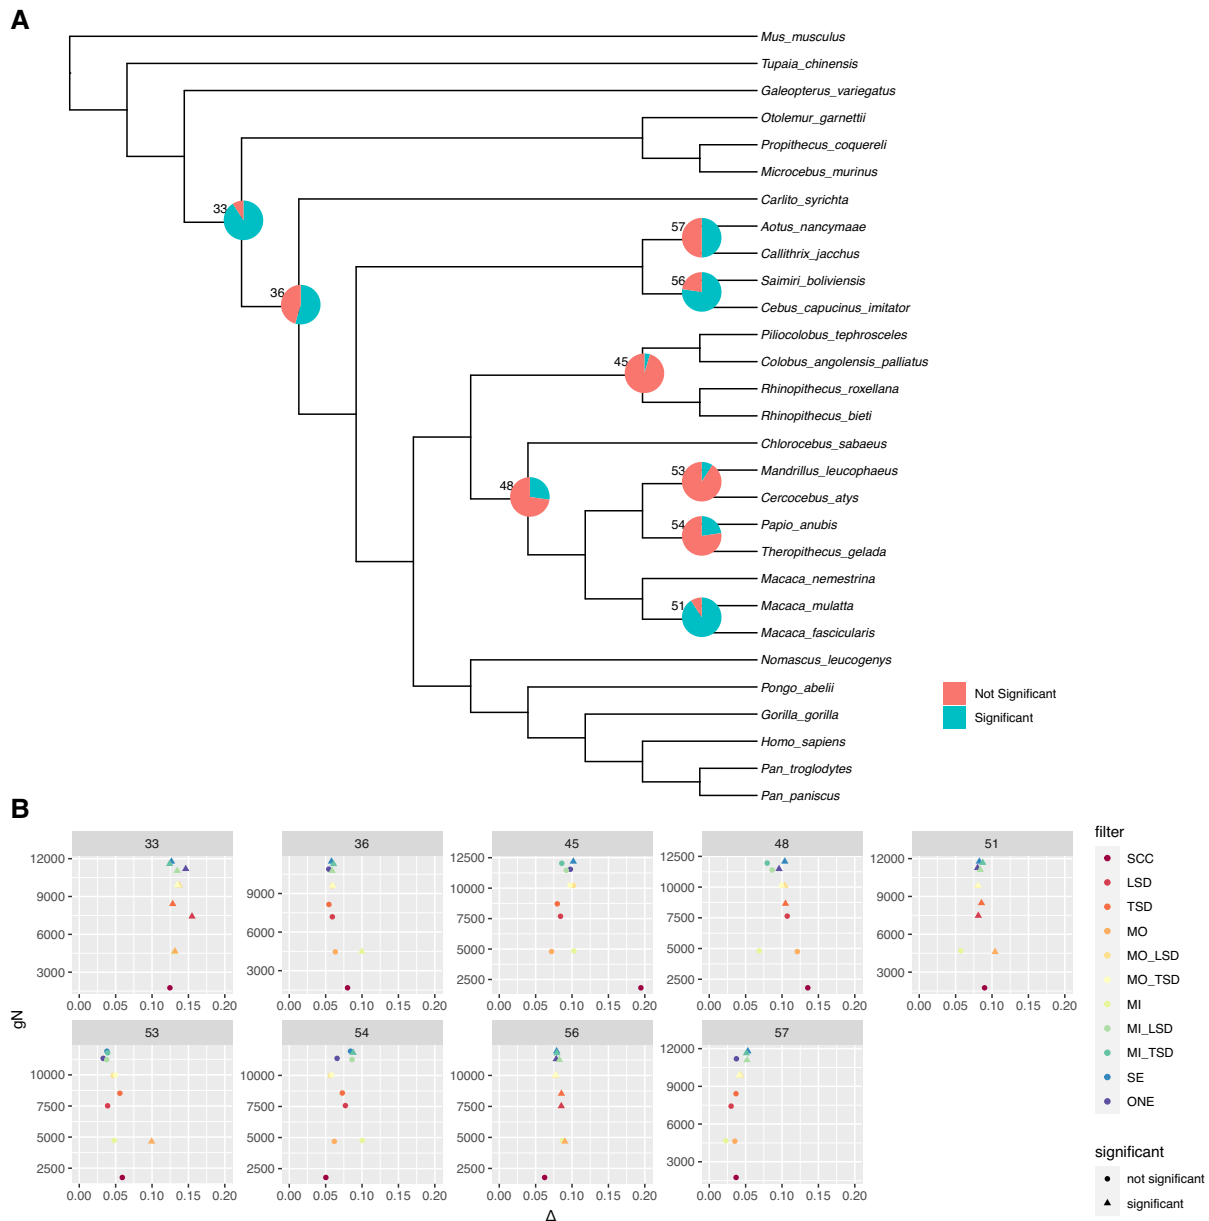 A
Mus_musculus
Tupaia_chinensis
Galeopterus_variegatus
Otolemur_garnettii
Propithecus_coquereli
Microcebus_murinus
33
Carlito_syrichta
57
Aotus_nancymaae
Callithrix_jacchus
56
Saimiri_boliviensis
Cebus_capucinus_imitator
36
Piliocolobus_tephrosceles
45
Colobus_angolensis_palliatus
Rhinopithecus_roxellana
Rhinopithecus_bieti
Chlorocebus_sabaeus
48
53
Mandrillus_leucophaeus
Cercocebus_atys
54
Papio_anubis
Theropithecus_gelada
Macaca_nemestrina
51
Macaca_mulatta
Macaca_fascicularis
Nomascus_leucogenys
Pongo_abelii
Gorilla_gorilla
Homo_sapiens
Pan_troglodytes
Pan_paniscus
Not Significant
Significant
B
33 36 45 48 51
12000 9000 6000 3000
9000 6000 3000
12500 10000 7500 5000 2500
12500 10000 7500 5000 2500
12000 9000 6000 3000
0.00 0.05 0.10 0.15 0.20 0.00 0.05 0.10 0.15 0.20 0.00 0.05 0.10 0.15 0.20 0.00 0.05 0.10 0.15 0.20 0.00 0.05 0.10 0.15 0.20
gN
53 54 56 57
10000 7500 5000 2500
10000 7500 5000 2500
10000 7500 5000 2500
12000 9000 6000 3000
0.00 0.05 0.10 0.15 0.20 0.00 0.05 0.10 0.15 0.20 0.00 0.05 0.10 0.15 0.20 0.00 0.05 0.10 0.15 0.20
Δ
filter
SCC
LSD
TSD
MO
MO_LSD
MO_TSD
MI
MI_LSD
MI_TSD
SE
ONE
significant
not significant
significant